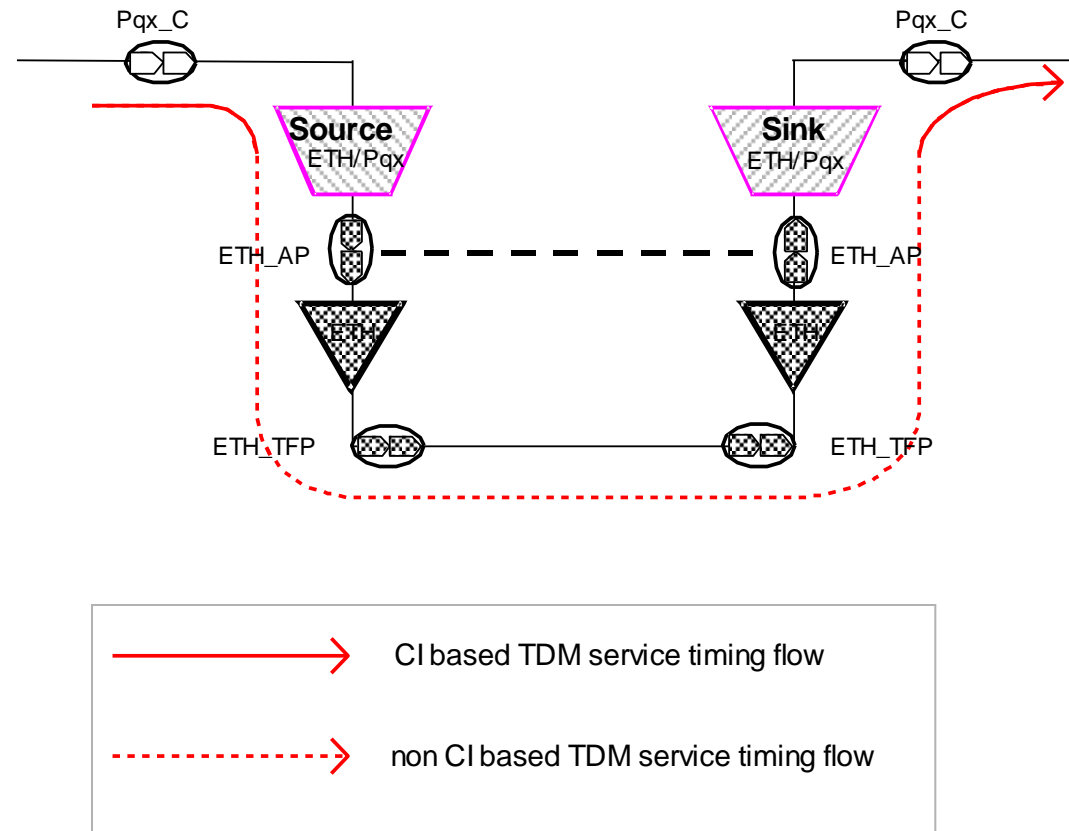 Pqx_C
Pqx_C
Source
ETH/Pqx
Sink
ETH/Pqx
ETH_AP
ETH_AP
ETH
ETH
ETH_TFP
ETH_TFP
CI based TDM service timing flow
non CI based TDM service timing flow